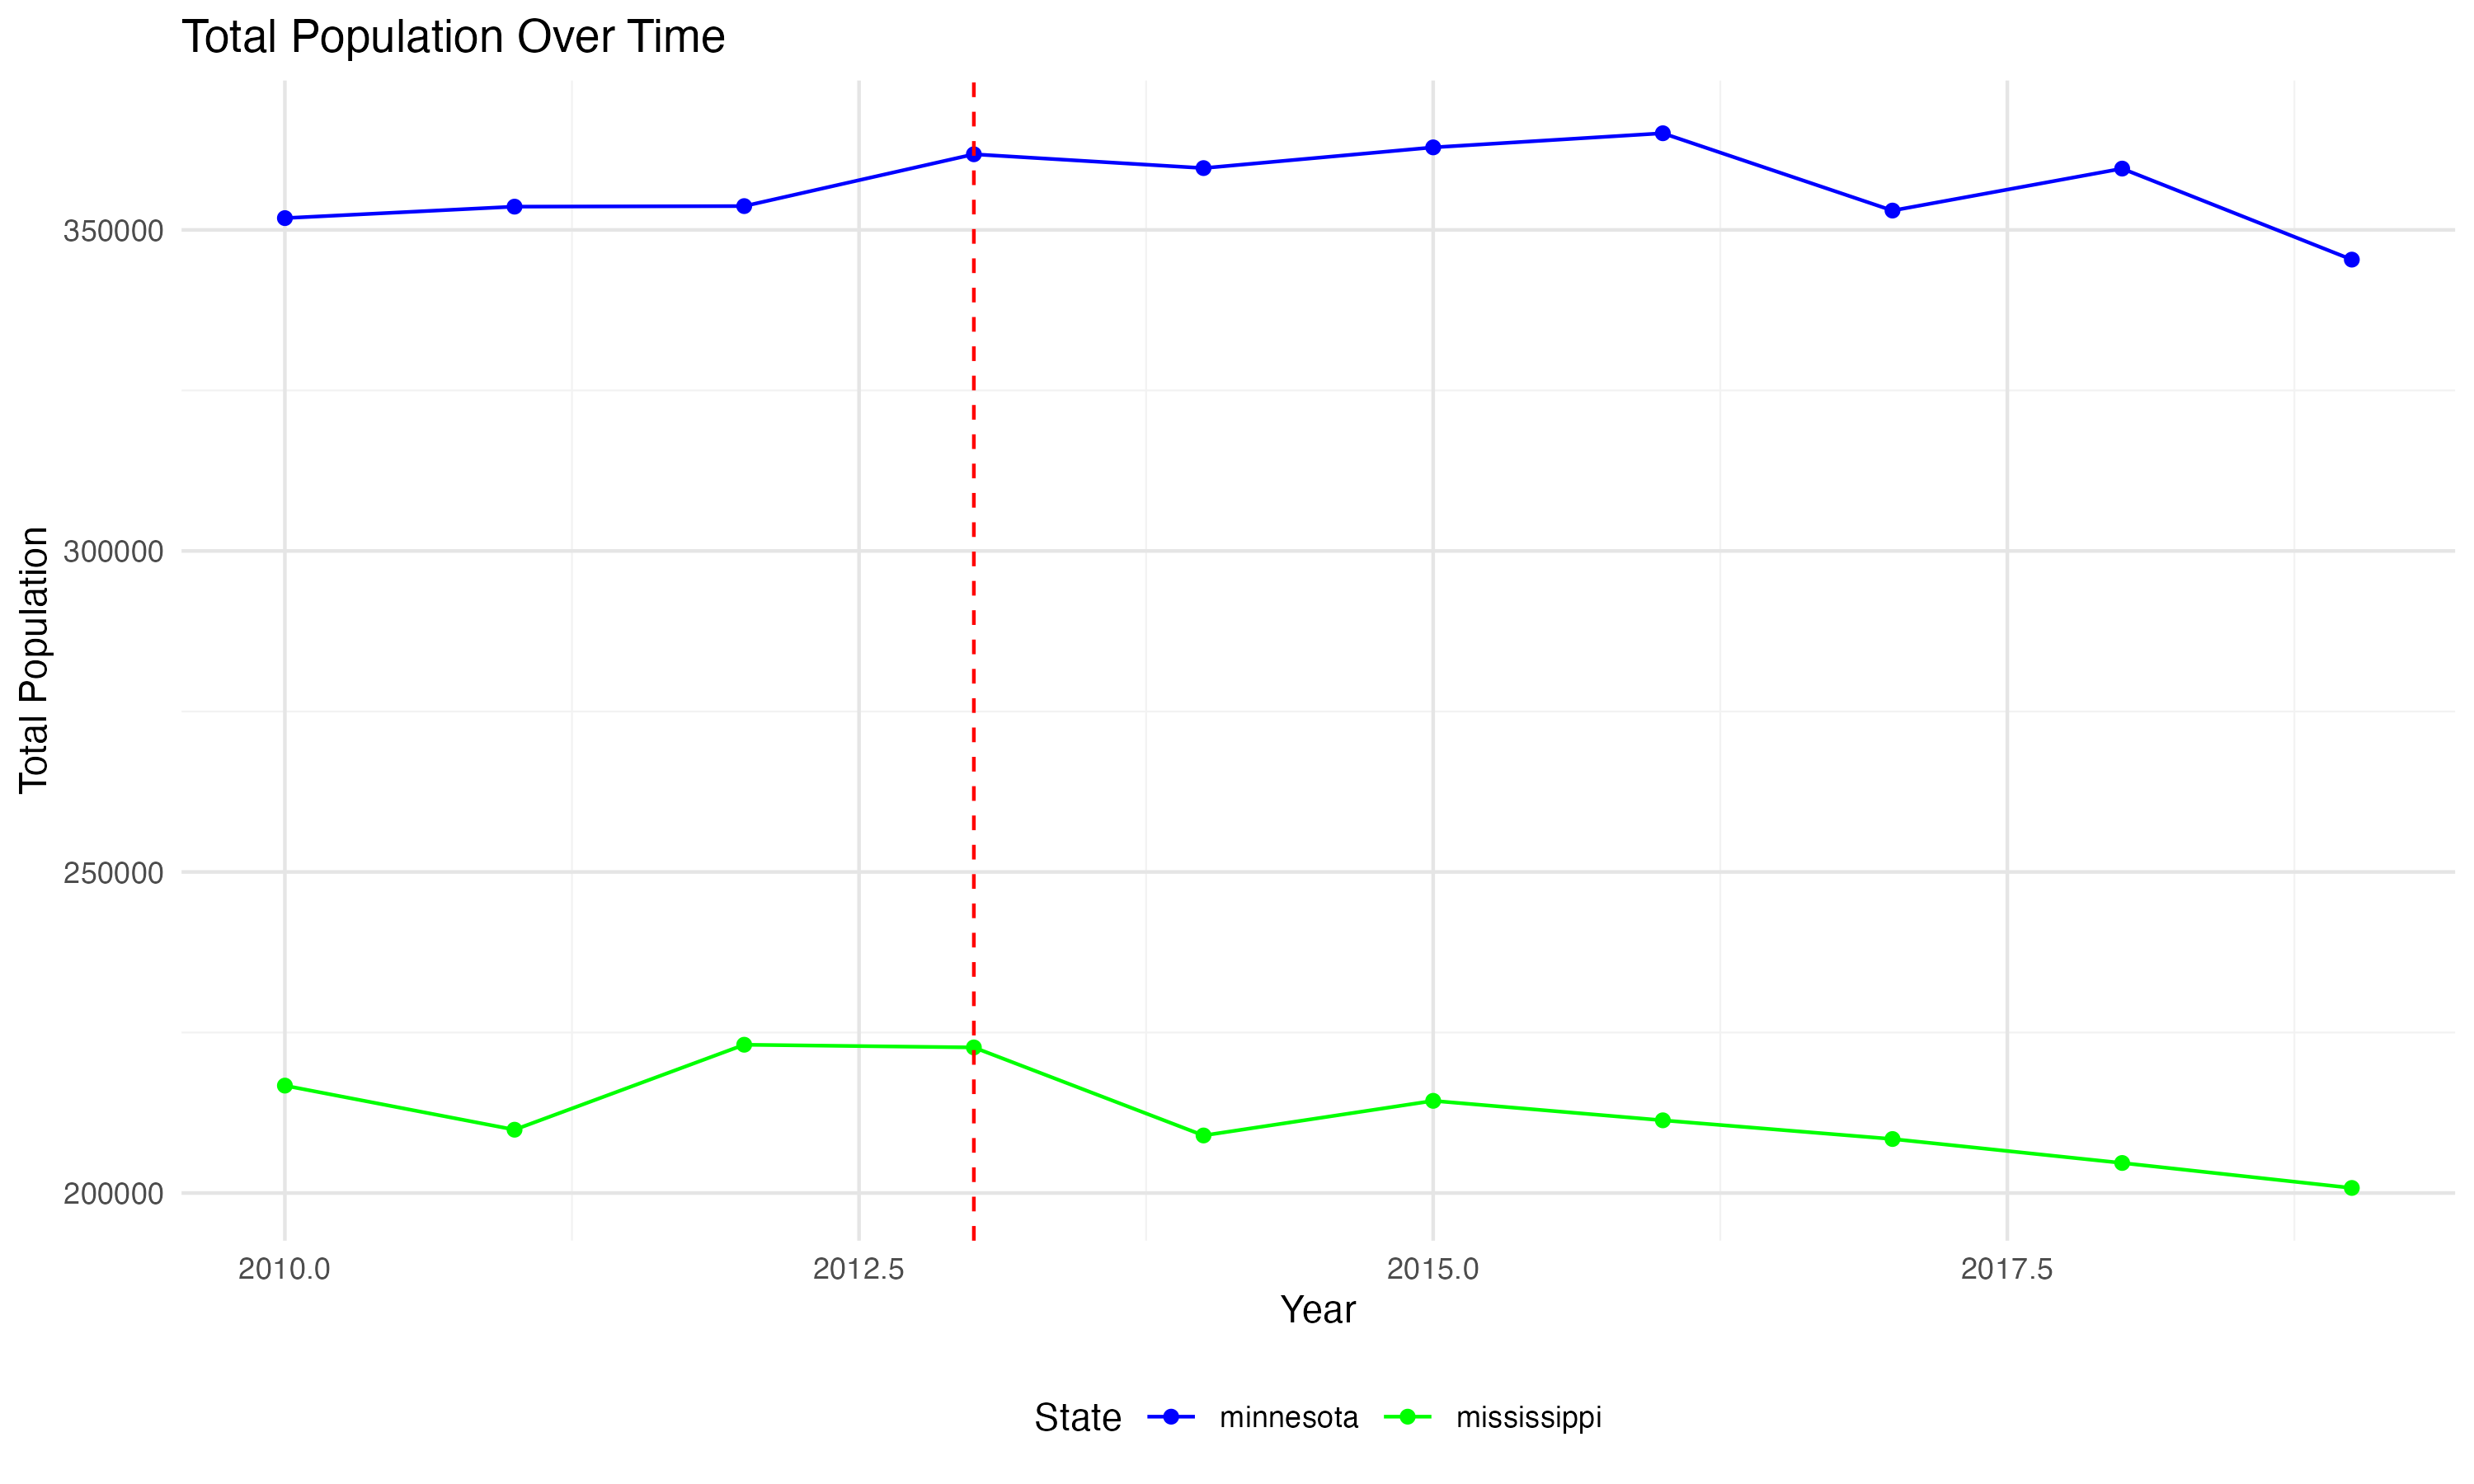 Total Population Over Time
Total Population
350000
300000
250000
200000
2010.0
2012.5
2015.0
2017.5
Year
State
minnesota
mississippi